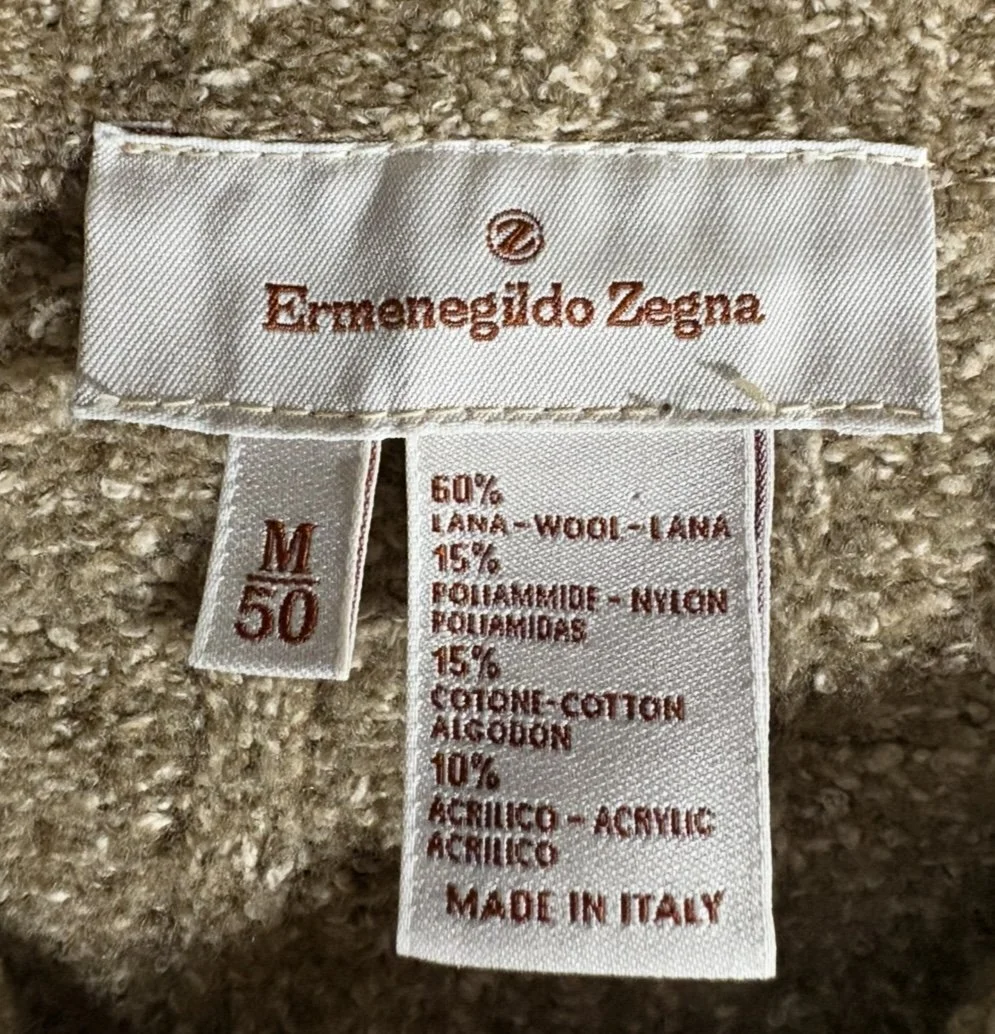 Z
Ermenegildo Zegna
M
50
60%
LANA-WOOL-LANA
15%
POLIAMMIDE - NYLON
POLIAMIDAS
15%
COTONE-COTTON
ALGODON
10%
ACRILICO - ACRYLIC
ACRILICO
MADE IN ITALY